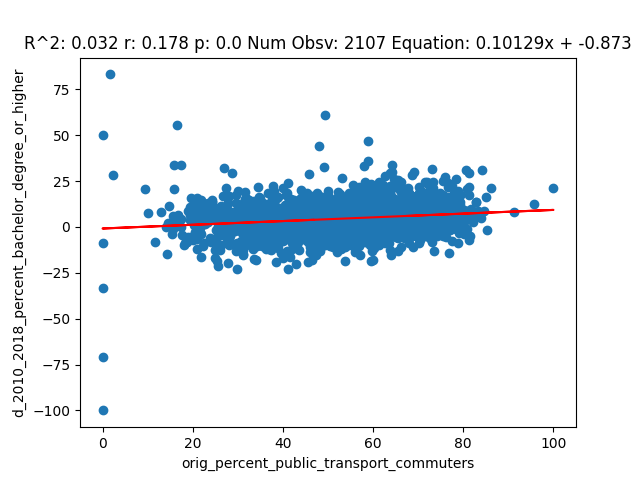 R^2: 0.032 r: 0.178 p: 0.0 Num Obsv: 2107 Equation: 0.10129x + -0.873
d_2010_2018_percent_bachelor_degree_or_higher
75
50
25
0
−25
−50
−75
−100
0 20 40 60 80 100
orig_percent_public_transport_commuters